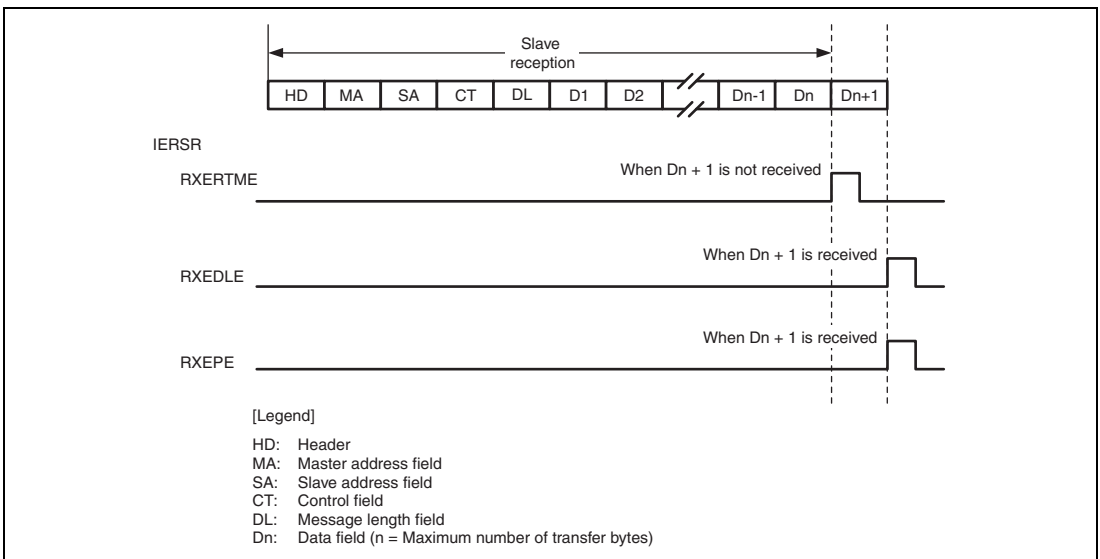 Slave
reception
HD MA SA CT DL D1 D2 Dn-1 Dn Dn+1
IERSR
When Dn + 1 is not received
RXERTME
When Dn + 1 is received
RXEDLE
When Dn + 1 is received
RXEPE
[Legend]
HD: Header
MA: Master address field
SA: Slave address field
CT: Control field
DL: Message length field
Dn: Data field (n = Maximum number of transfer bytes)